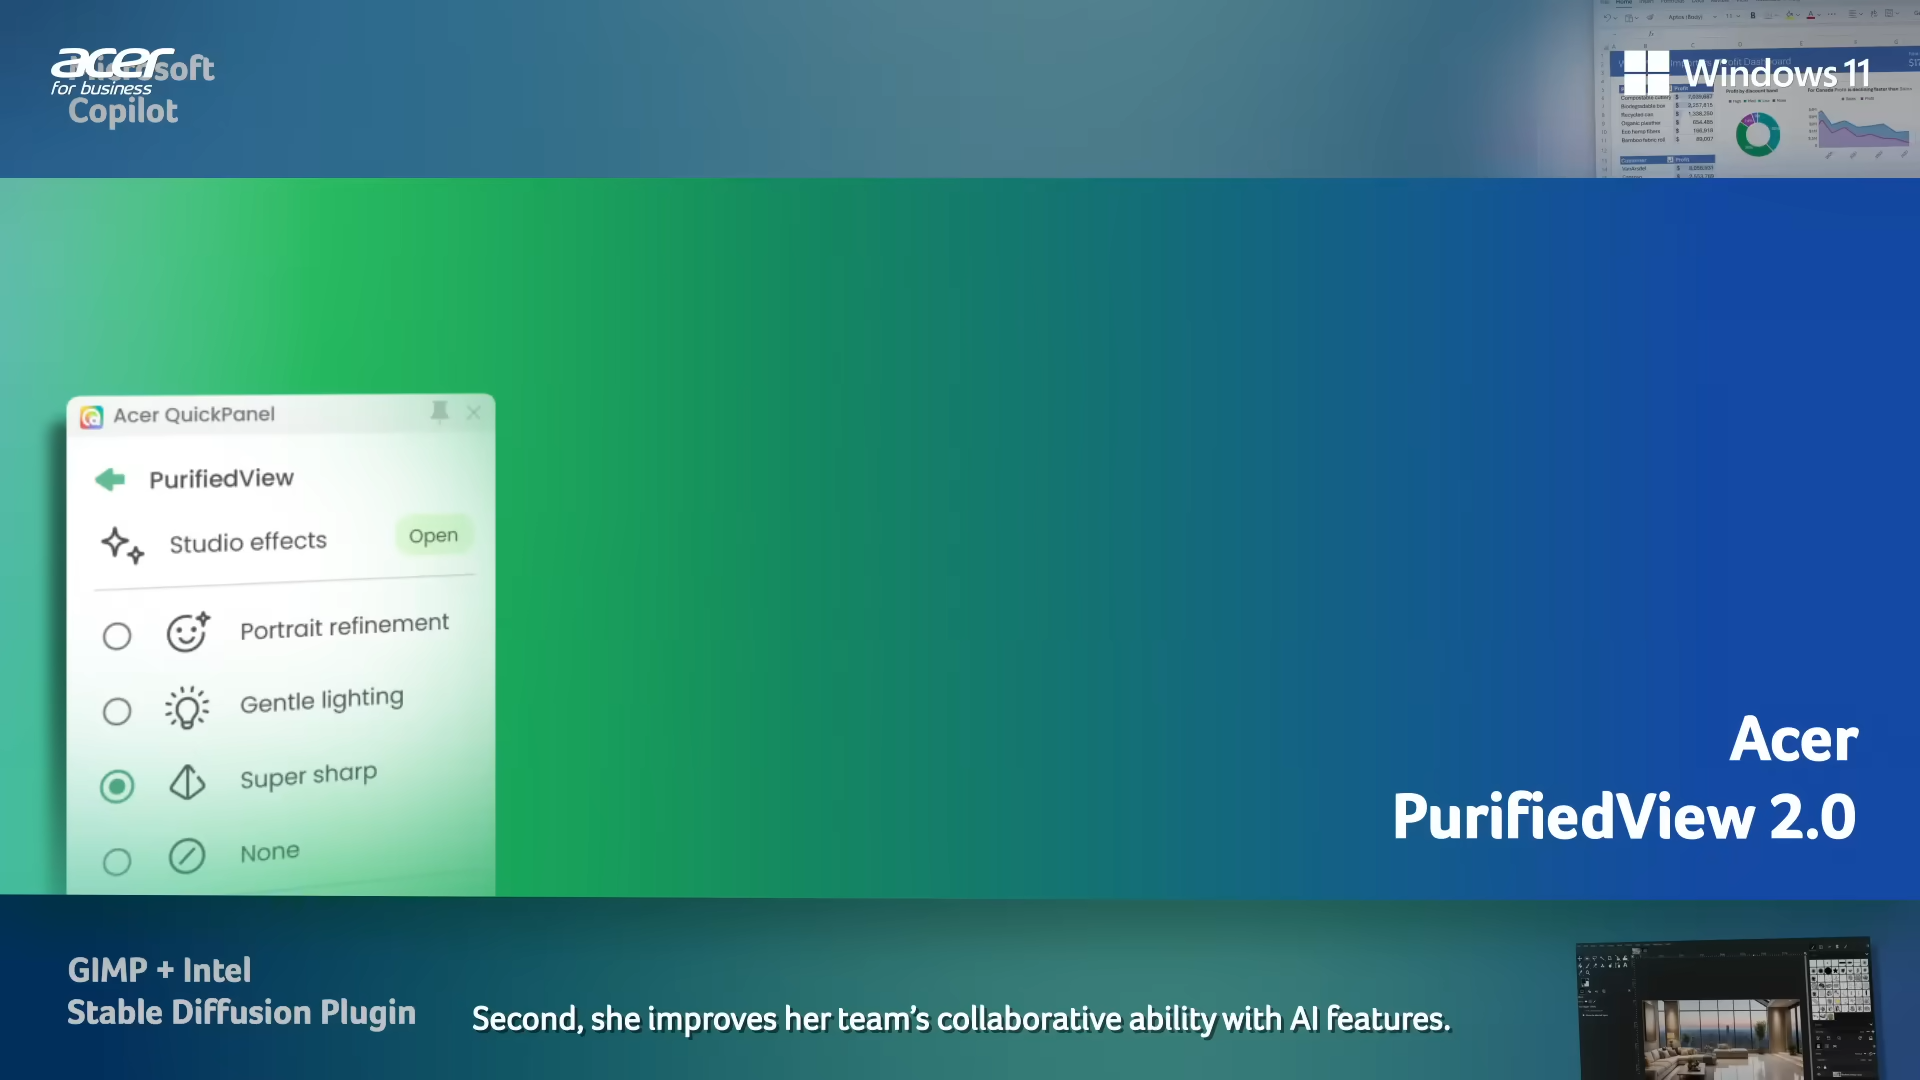 acer
for business
Microsoft
Copilot
Windows 11
Acer QuickPanel
PurifiedView
Studio effects
Open
Portrait refinement
Gentle lighting
Super sharp
None
Acer
PurifiedView 2.0
GIMP + Intel
Stable Diffusion Plugin
Second, she improves her team's collaborative ability with AI features.